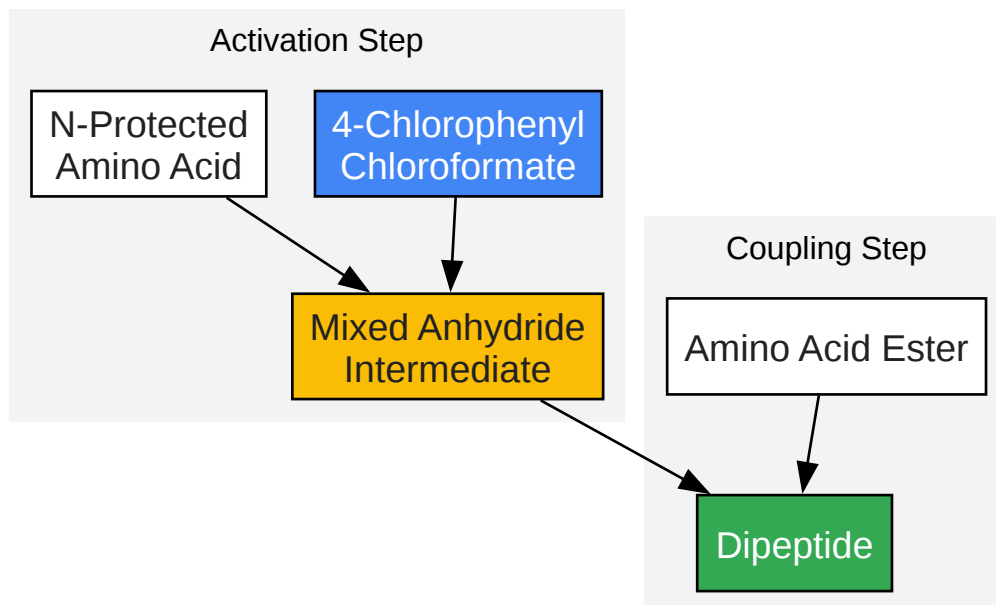 Activation Step
N-Protected
Amino Acid
4-Chlorophenyl
Chloroformate
Mixed Anhydride
Intermediate
Coupling Step
Amino Acid Ester
Dipeptide